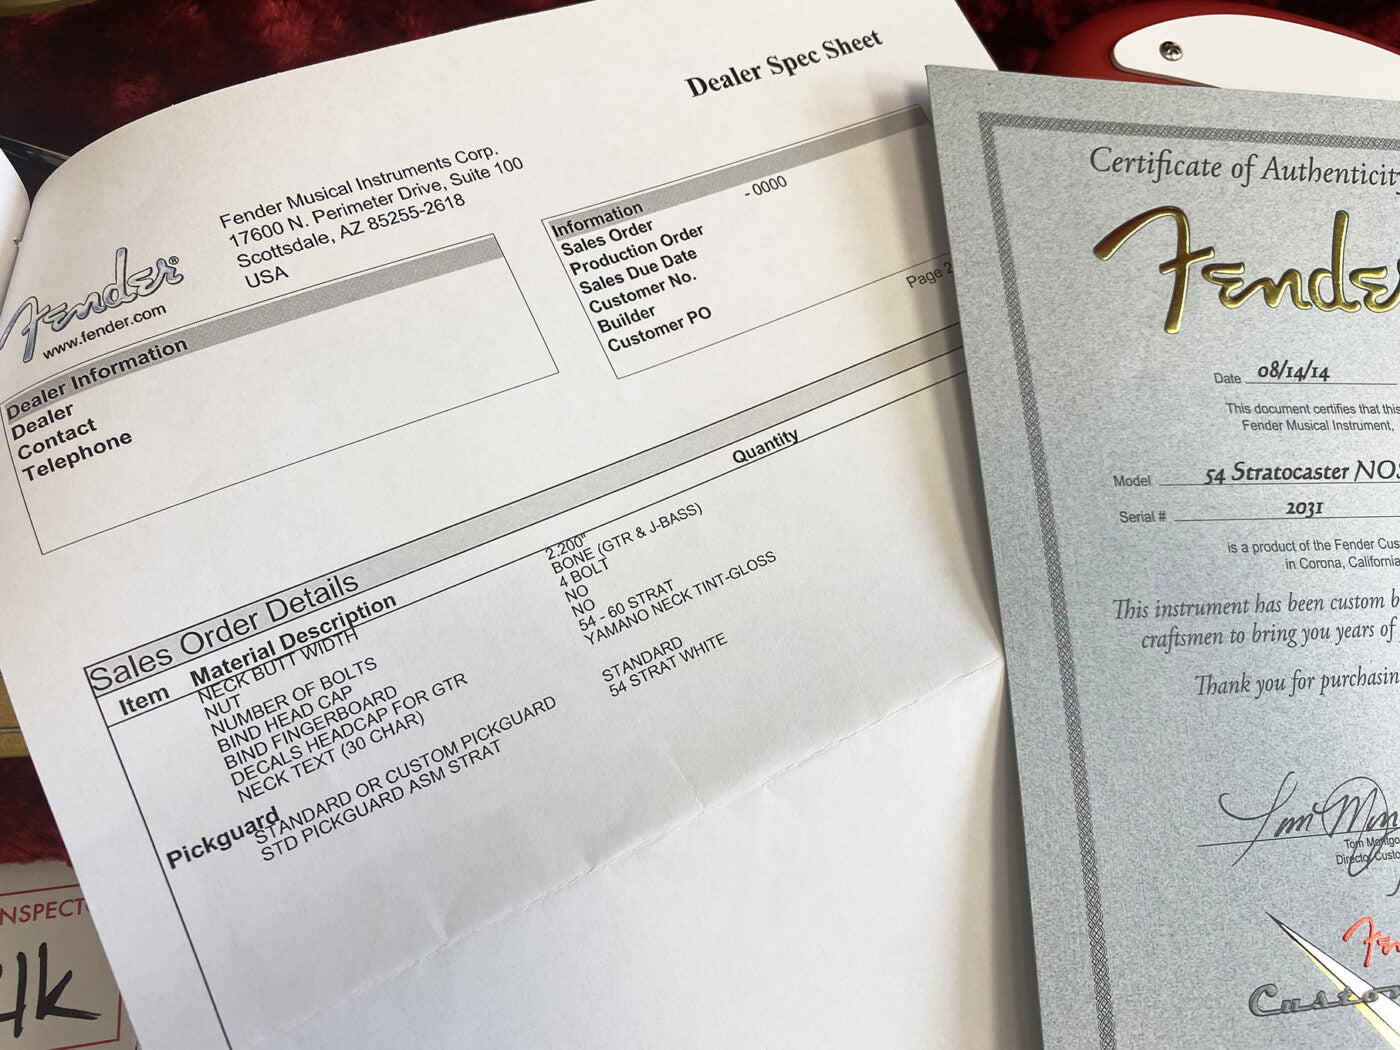 Dealer Spec Sheet
Fender®
www.fender.com
Fender Musical Instruments Corp.
17600 N. Perimeter Drive, Suite 100
Scottsdale, AZ 85255-2618
USA
Dealer Information
Dealer
Contact
Telephone
Information
Sales Order -0000
Production Order
Sales Due Date
Customer No.
Builder
Customer PO
Page 2
Sales Order Details
Item Material Description Quantity
NECK BUTT WIDTH 2.200"
NUT BONE (GTR & J-BASS)
NUMBER OF BOLTS 4 BOLT
BIND HEAD CAP NO
BIND FINGERBOARD NO
DECALS HEADCAP FOR GTR 54 - 60 STRAT
NECK TEXT (30 CHAR) YAMANO NECK TINT-GLOSS
Pickguard
STANDARD OR CUSTOM PICKGUARD STANDARD
STD PICKGUARD ASM STRAT 54 STRAT WHITE
Certificate of Authenticity
Fender
Date 08/14/14
This document certifies that this
Fender Musical Instrument,
Model 54 Stratocaster NOS
Serial # 2031
is a product of the Fender Cus
in Corona, California
This instrument has been custom b
craftsmen to bring you years of
Thank you for purchasin
Tom Montgo
Director, Custo
Fen
Custo
NSPECT